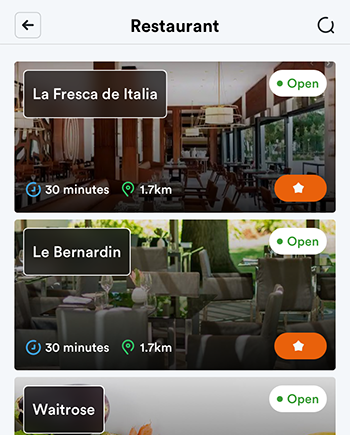 Restaurant
La Fresca de Italia
Open
30 minutes
1.7km
Le Bernardin
Open
30 minutes
1.7km
Waitrose
Open